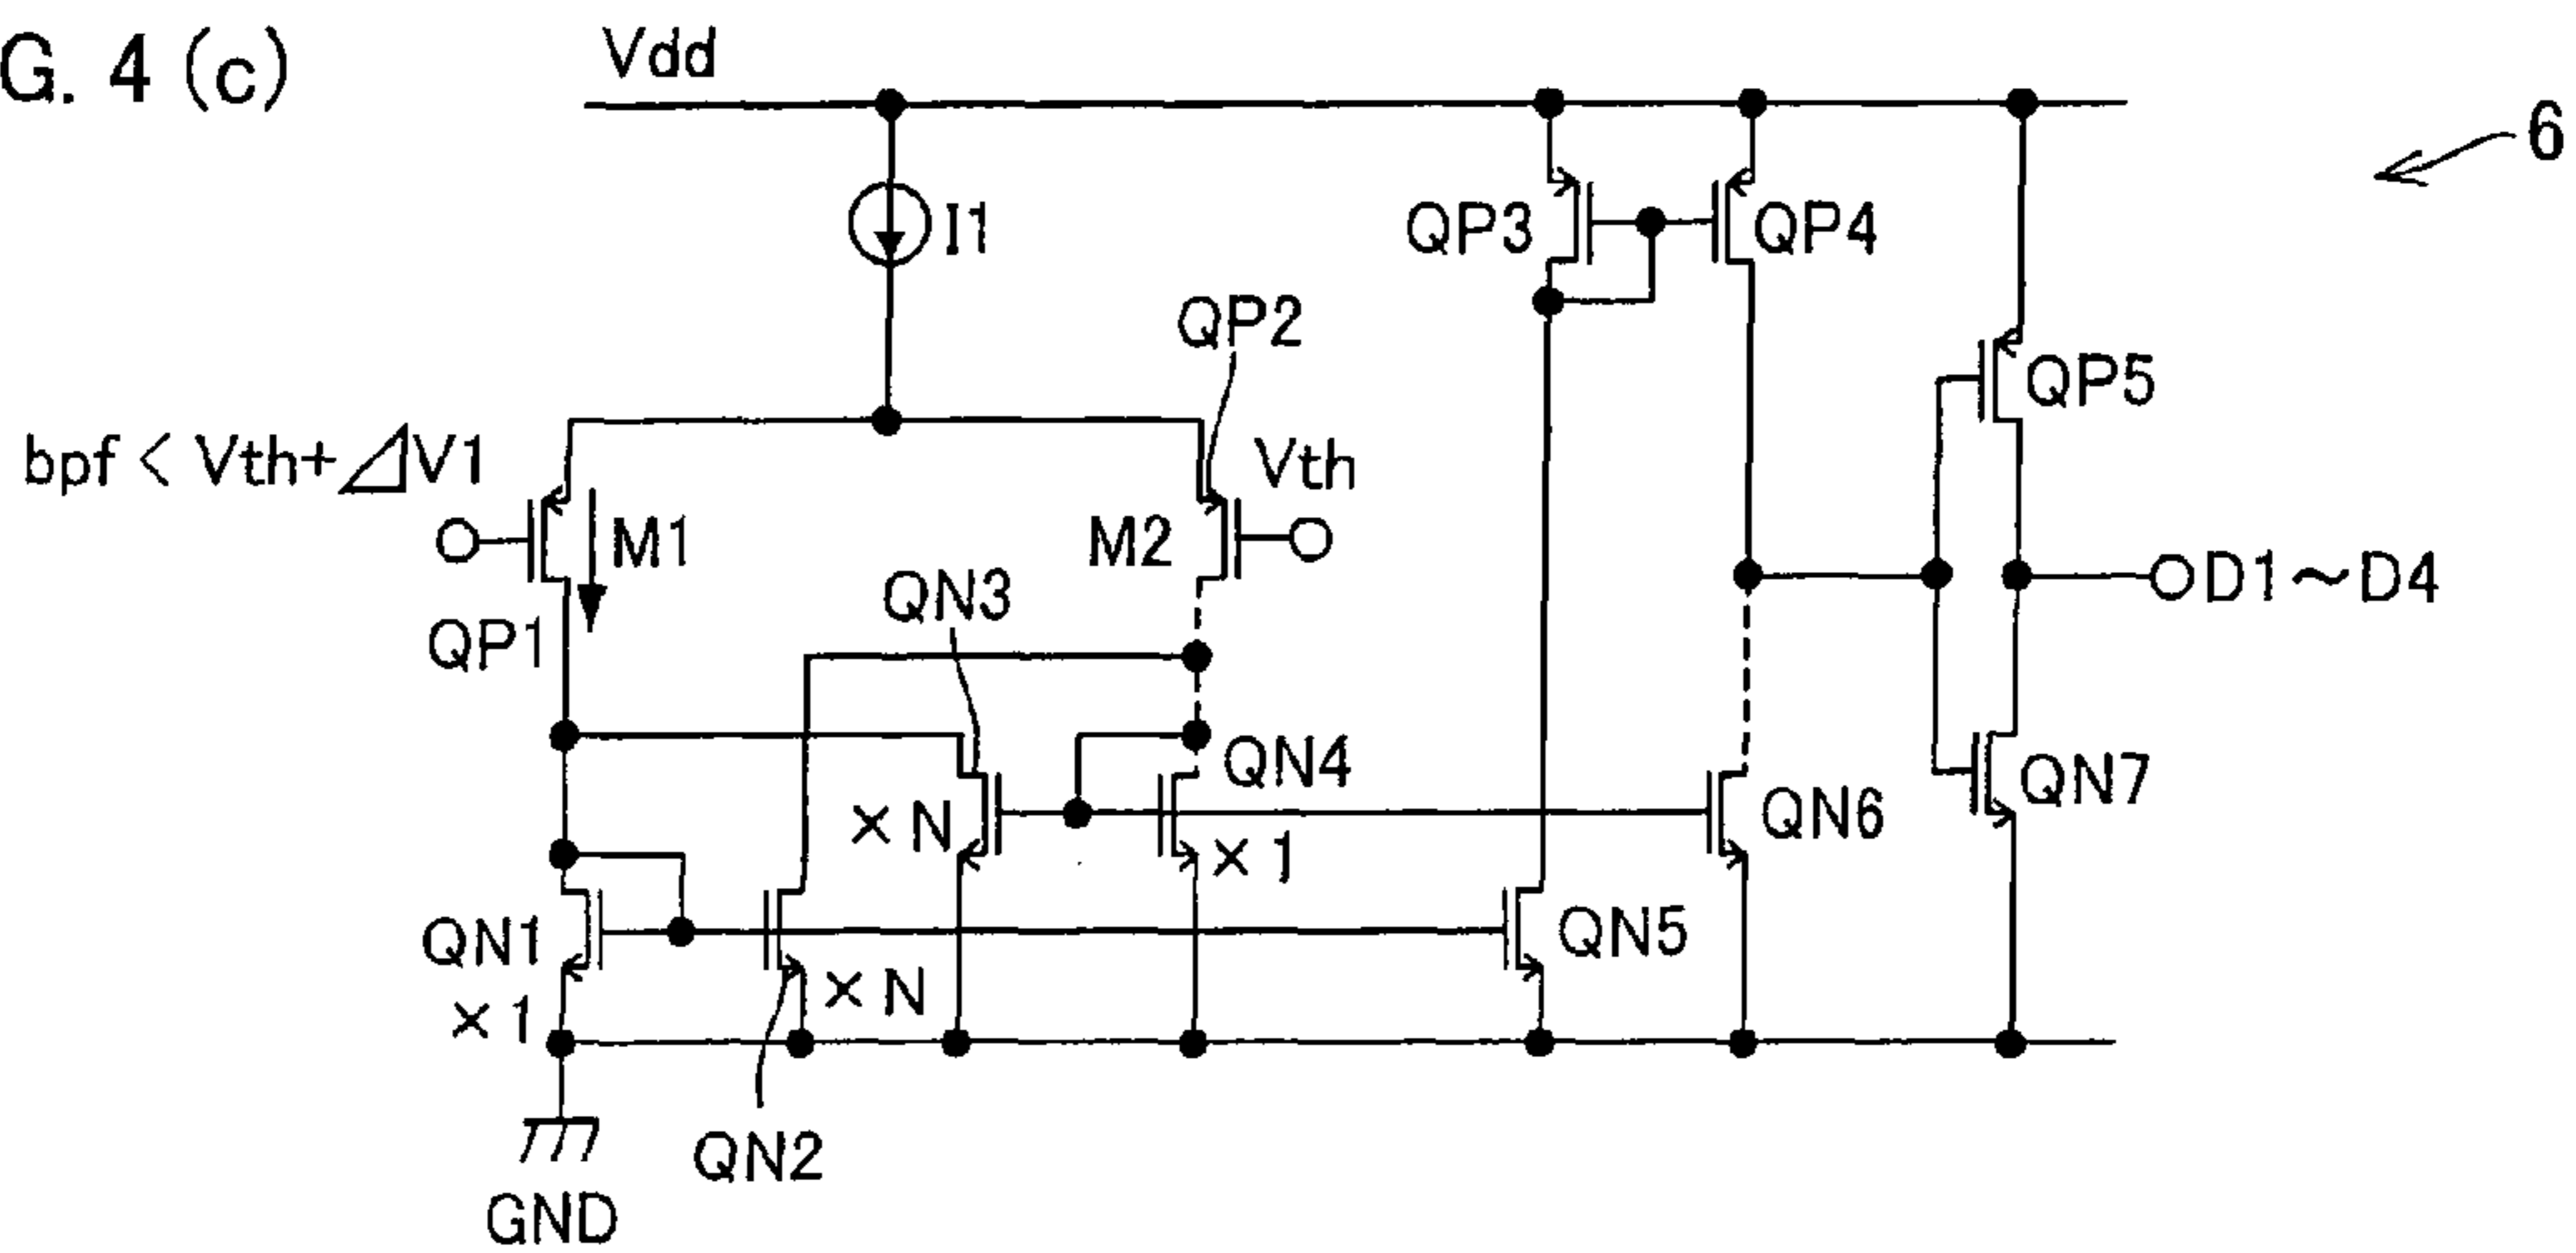 G. 4 (c)
Vdd
6
I1
QP3
QP4
QP2
QP5
bpf < Vth+⊿V1
Vth
M1
M2
QN3
D1〜D4
QP1
QN4
×N
×1
QN6
QN7
QN1
×1
×N
QN5
QN2
GND